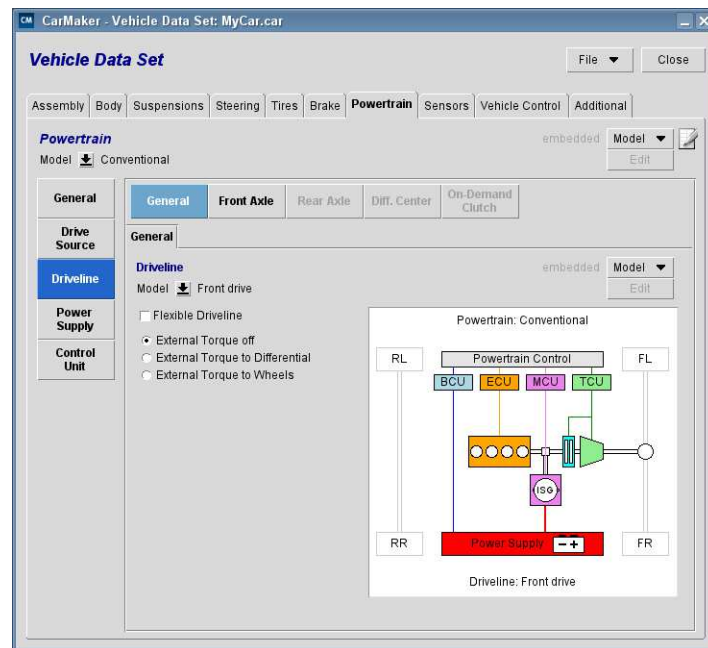 CM CarMaker - Vehicle Data Set: MyCar.car
Vehicle Data Set
File
Close
Assembly Body Suspensions Steering Tires Brake Powertrain Sensors Vehicle Control Additional
Powertrain
embedded
Model
Model
Conventional
Edit
General
Drive
Source
Driveline
Power
Supply
Control
Unit
General
Front Axle
Rear Axle
Diff. Center
On-Demand
Clutch
General
Driveline
embedded
Model
Model
Front drive
Edit
Flexible Driveline
External Torque off
External Torque to Differential
External Torque to Wheels
Powertrain: Conventional
RL
Powertrain Control
FL
BCU ECU MCU TCU
ISG
RR
Power Supply
- +
FR
Driveline: Front drive